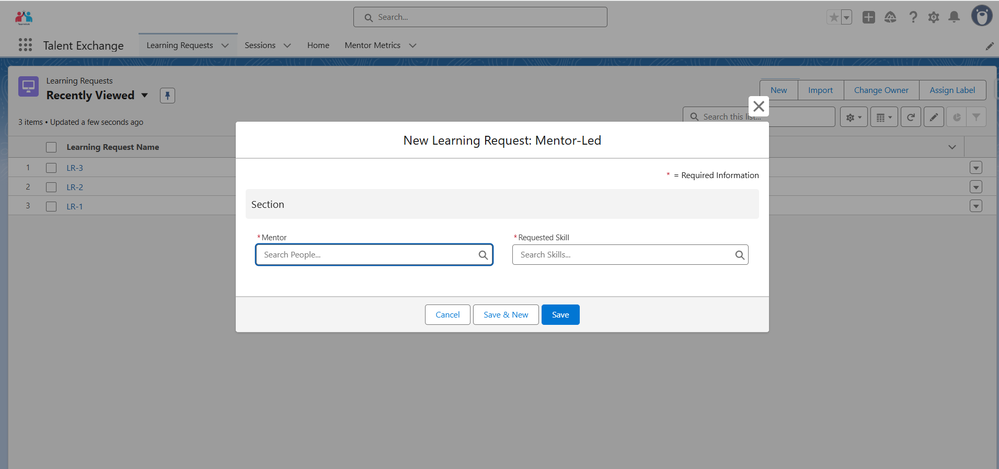 Search...
Talent Exchange
Learning Requests
Sessions
Home
Mentor Metrics
Learning Requests
Recently Viewed
New
Import
Change Owner
Assign Label
3 items • Updated a few seconds ago
Search this list...
Learning Request Name
1 LR-3
2 LR-2
3 LR-1
New Learning Request: Mentor-Led
* = Required Information
Section
*Mentor
Search People...
*Requested Skill
Search Skills...
Cancel
Save & New
Save